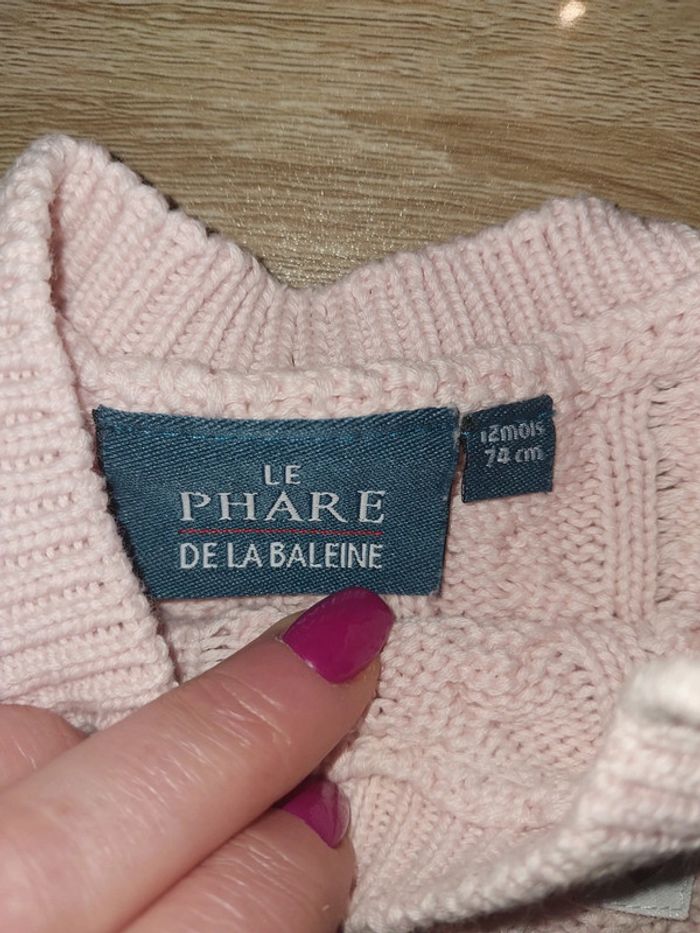 LE
PHARE
DE LA BALEINE
12mois
74 cm